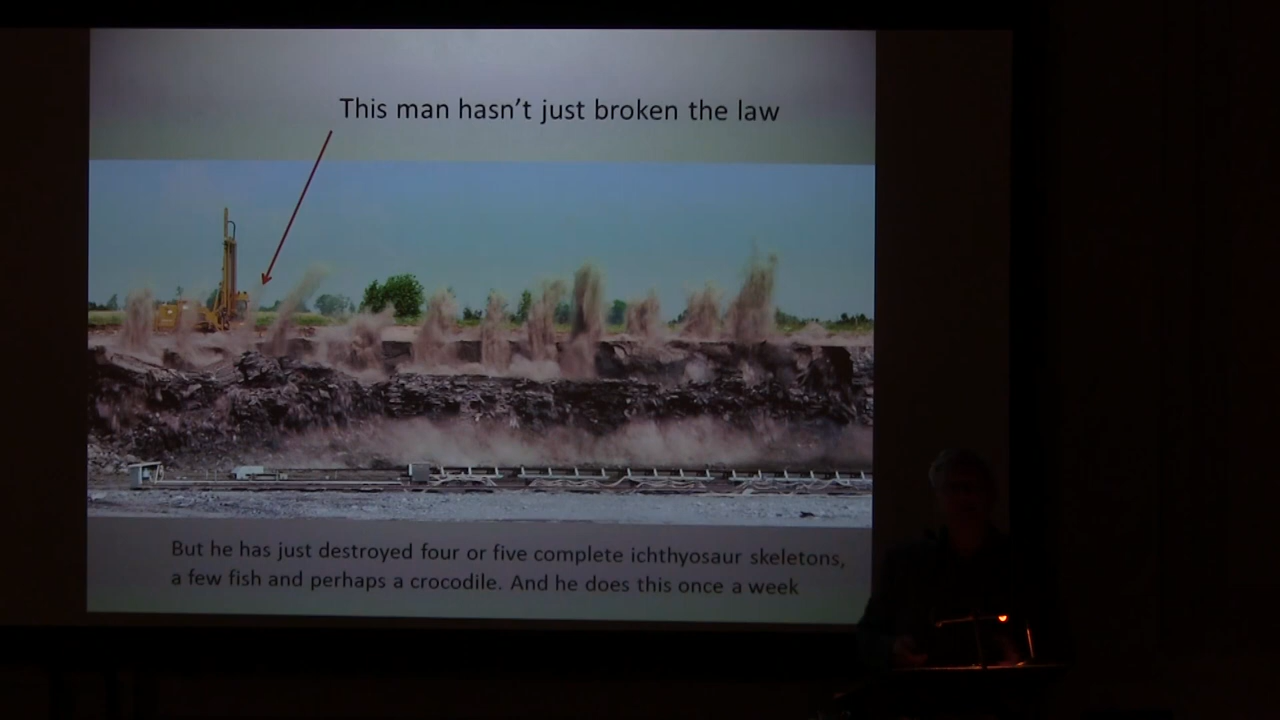 This man hasn’t just broken the law
But he has just destroyed four or five complete ichthyosaur skeletons,
a few fish and perhaps a crocodile. And he does this once a week